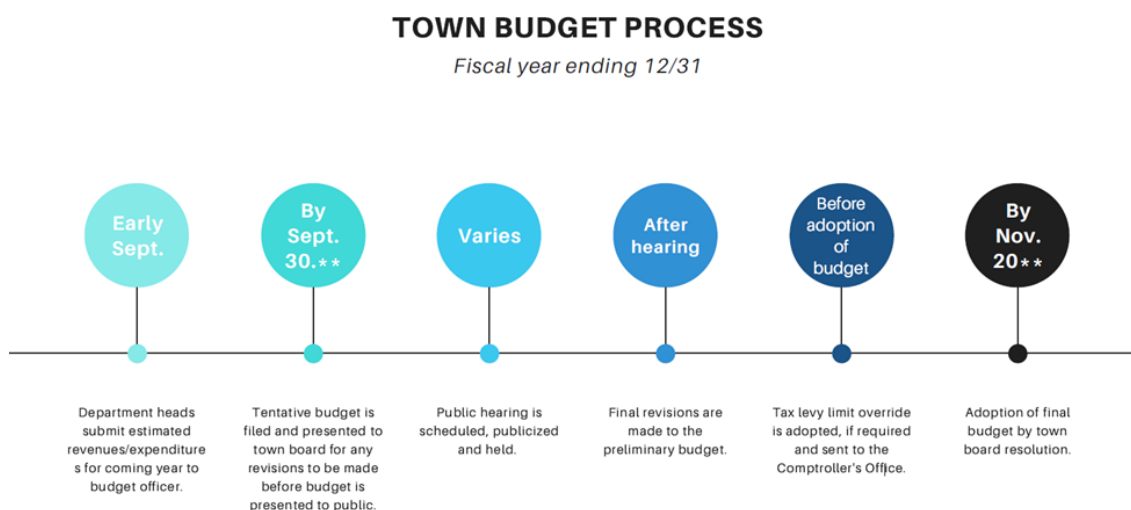 TOWN BUDGET PROCESS
Fiscal year ending 12/31
Early
Sept.
By
Sept.
30.**
Varies
After
hearing
Before
adoption
of
budget
By
Nov.
20**
Department heads
submit estimated
revenues/expenditure
s for coming year to
budget officer.
Tentative budget is
filed and presented to
town board for any
revisions to be made
before budget is
presented to public.
Public hearing is
scheduled, publicized
and held.
Final revisions are
made to the
preliminary budget.
Tax levy limit override
is adopted, if required
and sent to the
Comptroller's Office.
Adoption of final
budget by town
board resolution.